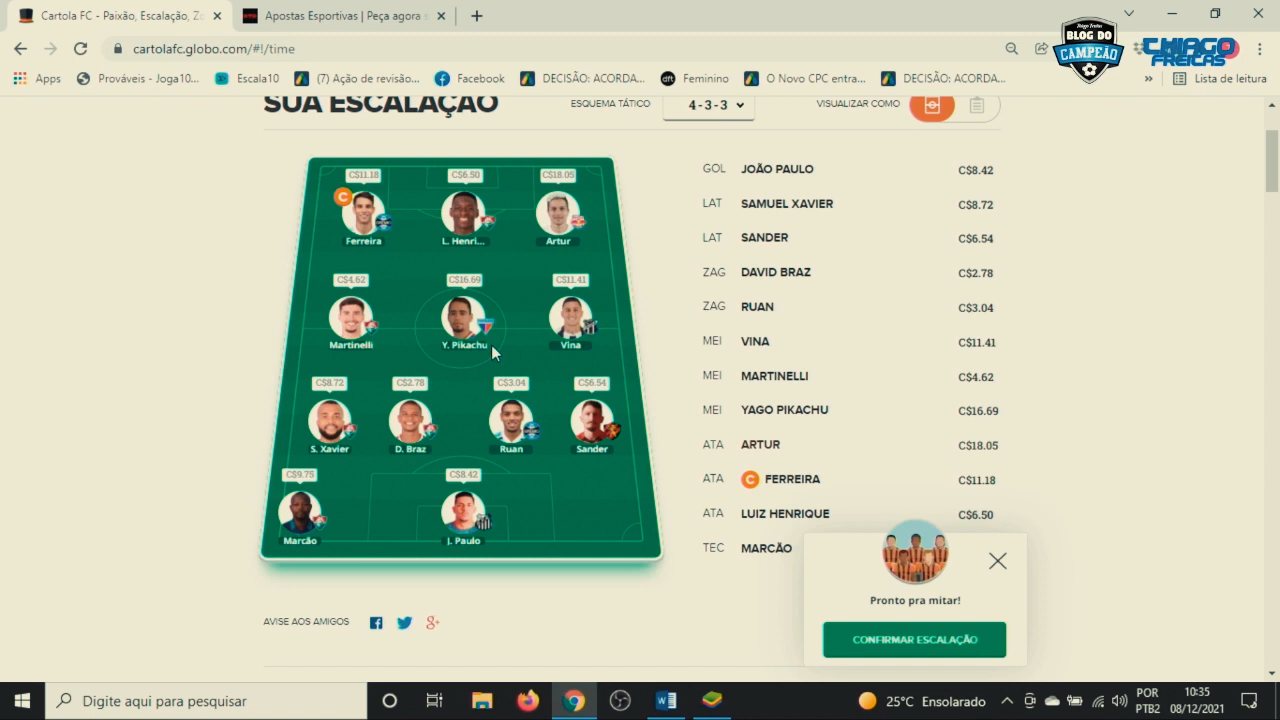 Cartola FC - Paixão, Escalação, Zo
Apostas Esportivas | Peça agora s
cartolafc.globo.com/#!/time
Thiago Freitas
BLOG DO
CAMPEÃO
THIAGO
FREITAS
Apps
Prováveis - Joga10...
Escala10
(7) Ação de revisão...
Facebook
DECISÃO: ACORDA...
Feminino
O Novo CPC entra...
DECISÃO: ACORDA...
»
Lista de leitura
SUA ESCALAÇÃO
ESQUEMA TÁTICO
4-3-3
VISUALIZAR COMO
C$11.18
C$6.50
C$18.05
C
Ferreira
L. Henri...
Artur
C$4.62
C$16.69
C$11.41
Martinelli
Y. Pikachu
Vina
C$8.72
C$2.78
C$3.04
C$6.54
S. Xavier
D. Braz
Ruan
Sander
C$9.75
C$8.42
Marcão
J. Paulo
GOL JOÃO PAULO C$8.42
LAT SAMUEL XAVIER C$8.72
LAT SANDER C$6.54
ZAG DAVID BRAZ C$2.78
ZAG RUAN C$3.04
MEI VINA C$11.41
MEI MARTINELLI C$4.62
MEI YAGO PIKACHU C$16.69
ATA ARTUR C$18.05
ATA C FERREIRA C$11.18
ATA LUIZ HENRIQUE C$6.50
TEC MARCÃO
Pronto pra mitar!
CONFIRMAR ESCALAÇÃO
AVISE AOS AMIGOS
Digite aqui para pesquisar
25°C Ensolarado
POR
PTB2
10:35
08/12/2021